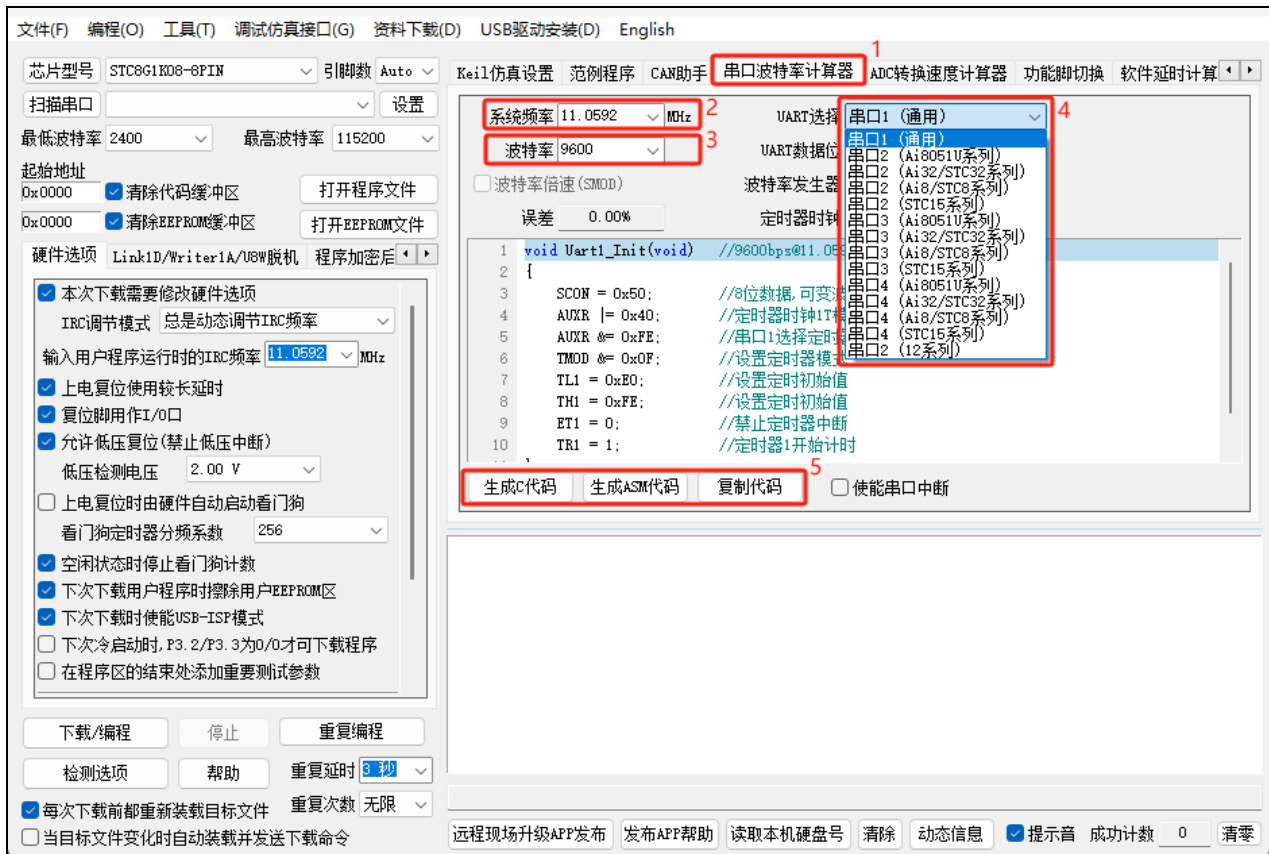 文件(F) 编程(O) 工具(T) 调试仿真接口(G) 资料下载(D) USB驱动安装(D) English
芯片型号 STC8G1K08-8PIN 引脚数 Auto
扫描串口 设置
最低波特率 2400 最高波特率 115200
起始地址
0x0000 清除代码缓冲区 打开程序文件
0x0000 清除EEPROM缓冲区 打开EEPROM文件
硬件选项 Link1D/Writer1A/U8W脱机 程序加密后
本次下载需要修改硬件选项
IRC调节模式 总是动态调节IRC频率
输入用户程序运行时的IRC频率 11.0592 MHz
上电复位使用较长延时
复位脚用作I/O口
允许低压复位(禁止低压中断)
低压检测电压 2.00 V
上电复位时由硬件自动启动看门狗
看门狗定时器分频系数 256
空闲状态时停止看门狗计数
下次下载用户程序时擦除用户EEPROM区
下次下载时使能USB-ISP模式
下次冷启动时,P3.2/P3.3为0/0才可下载程序
在程序区的结束处添加重要测试参数
下载/编程 停止 重复编程
检测选项 帮助 重复延时 3 秒
每次下载前都重新装载目标文件 重复次数 无限
当目标文件变化时自动装载并发送下载命令
1
Keil仿真设置 范例程序 CAN助手 串口波特率计算器 ADC转换速度计算器 功能脚切换 软件延时计算
系统频率 11.0592 MHz 2 UART选择 串口1 (通用) 4
波特率 9600 3 UART数据位
波特率倍速(SMOD) 波特率发生器
误差 0.00% 定时器时钟
串口1 (通用)
串口2 (Ai8051U系列)
串口2 (Ai32/STC32系列)
串口2 (Ai8/STC8系列)
串口2 (STC15系列)
串口3 (Ai8051U系列)
串口3 (Ai32/STC32系列)
串口3 (Ai8/STC8系列)
串口3 (STC15系列)
串口4 (Ai8051U系列)
串口4 (Ai32/STC32系列)
串口4 (Ai8/STC8系列)
串口4 (STC15系列)
串口2 (12系列)
1 void Uart1_Init(void) //9600bps@11.05
2 {
3 SCON = 0x50; //8位数据,可变波
4 AUXR |= 0x40; //定时器时钟1T模
5 AUXR &= 0xFE; //串口1选择定时
6 TMOD &= 0x0F; //设置定时器模式
7 TL1 = 0xE0; //设置定时初始值
8 TH1 = 0xFE; //设置定时初始值
9 ET1 = 0; //禁止定时器中断
10 TR1 = 1; //定时器1开始计时
5
生成C代码 生成ASM代码 复制代码 使能串口中断
远程现场升级APP发布 发布APP帮助 读取本机硬盘号 清除 动态信息 提示音 成功计数 0 清零